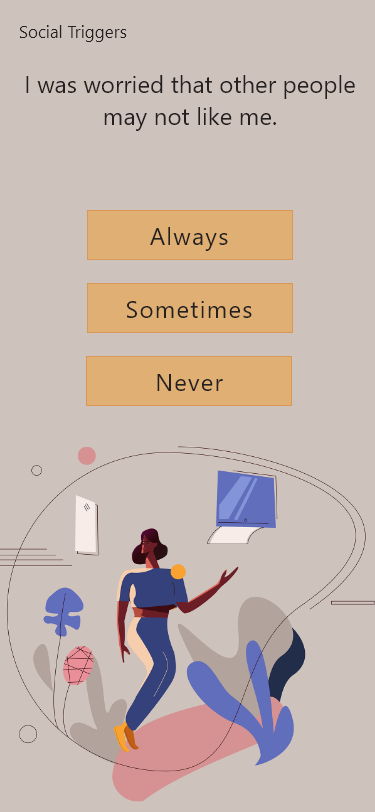 Social Triggers
I was worried that other people
may not like me.
Always
Sometimes
Never